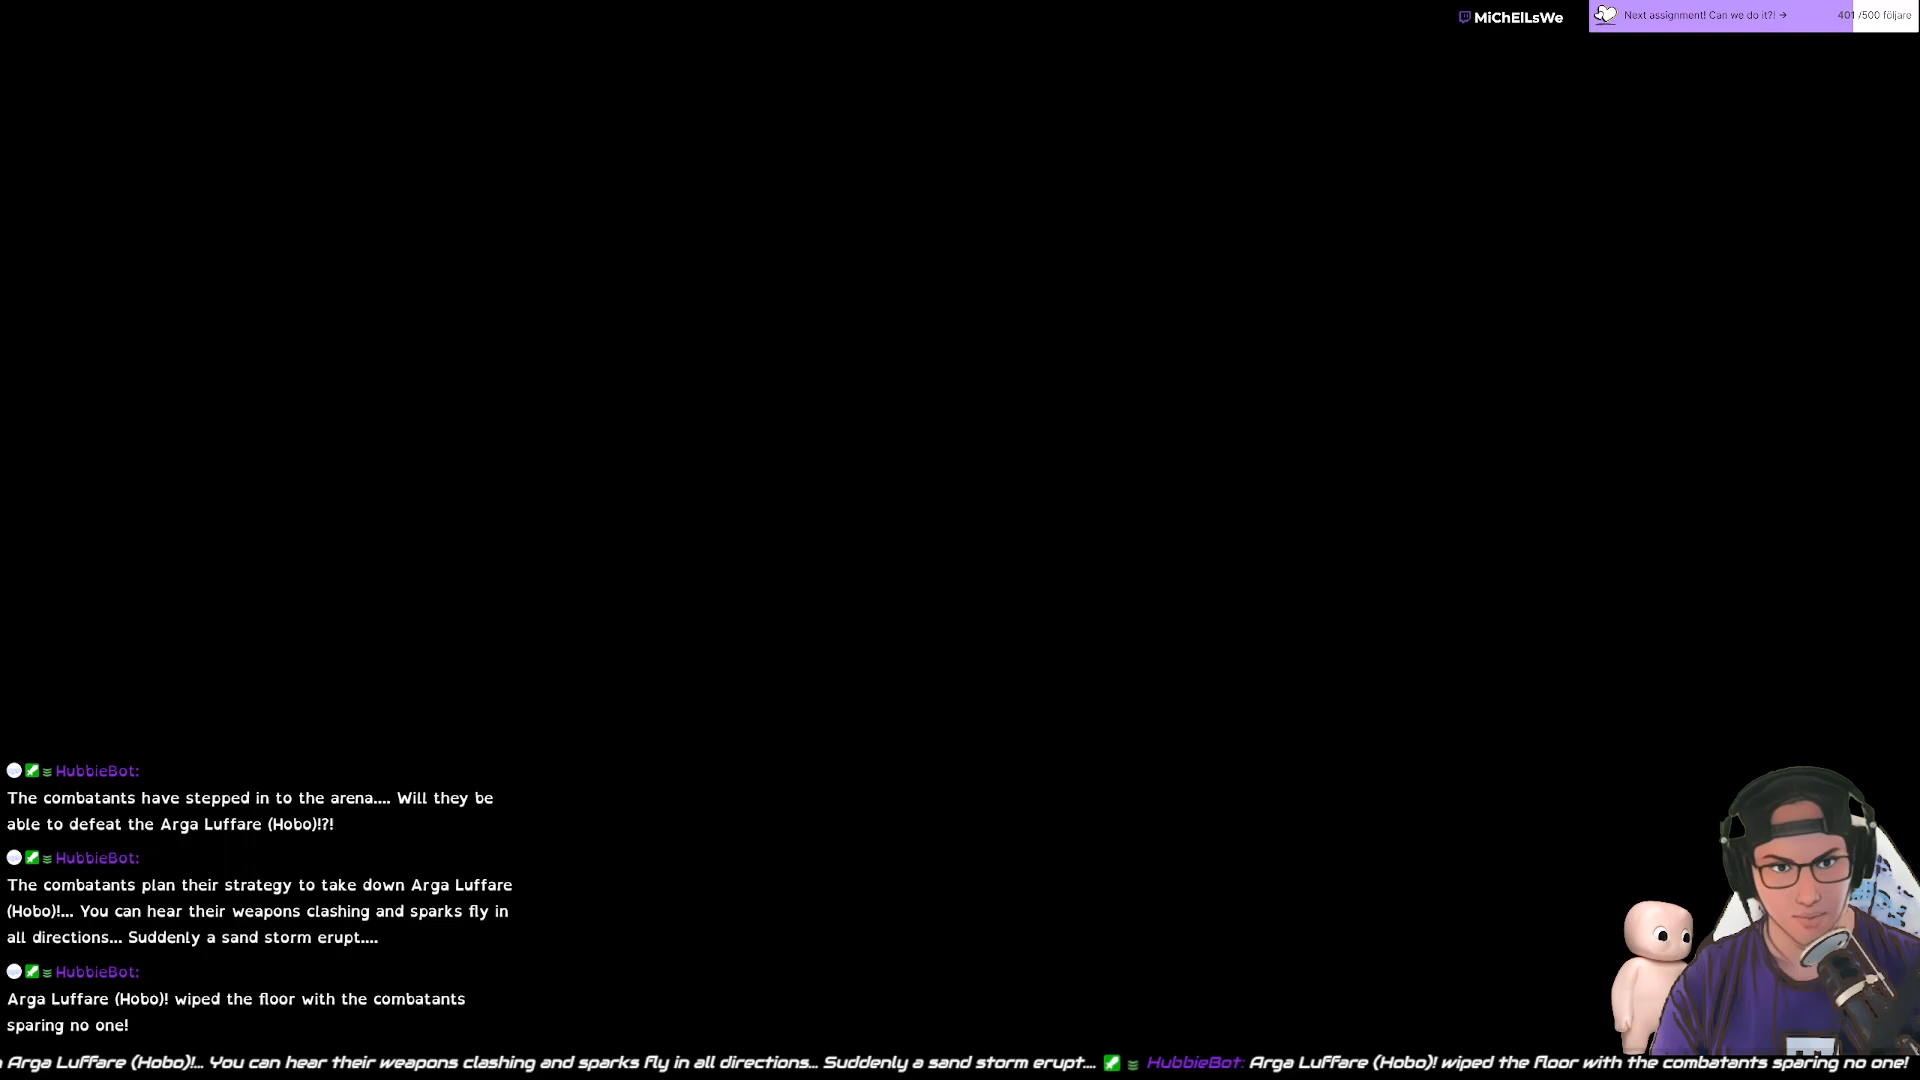 MiChElLsWe
Next assignment! Can we do it?! → 401 /500 följare
HubbieBot:
The combatants have stepped in to the arena.... Will they be
able to defeat the Arga Luffare (Hobo)!?!
HubbieBot:
The combatants plan their strategy to take down Arga Luffare
(Hobo)!... You can hear their weapons clashing and sparks fly in
all directions... Suddenly a sand storm erupt....
HubbieBot:
Arga Luffare (Hobo)! wiped the floor with the combatants
sparing no one!
Arga Luffare (Hobo)!... You can hear their weapons clashing and sparks fly in all directions... Suddenly a sand storm erupt.... HubbieBot: Arga Luffare (Hobo)! wiped the floor with the combatants sparing no one!